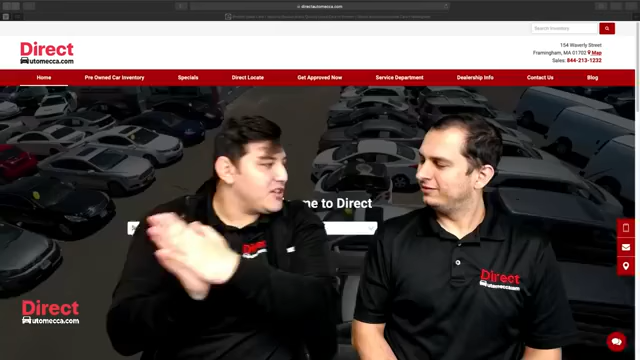 directautomecca.com
Search Inventory
Direct
utomecca.com
154 Waverly Street
Framingham, MA 01702 Map
Sales: 844-213-1232
Home Pre Owned Car Inventory Specials Direct Locate Get Approved Now Service Department Dealership Info Contact Us Blog
me to Direct
Direct
Direct
utomecca.com
Direct
utomecca.com